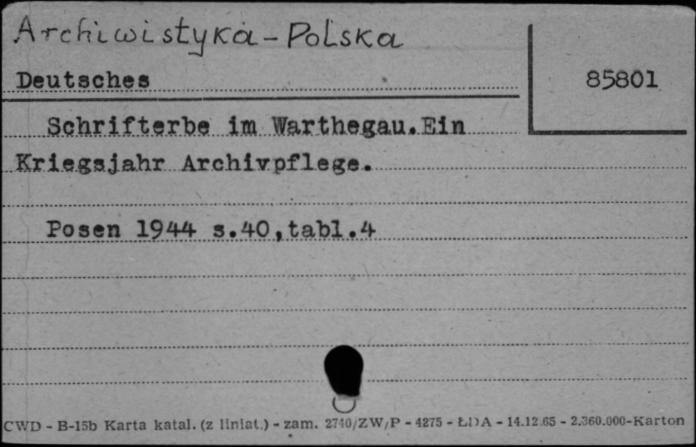 Archiwistyka - Polska
Deutsches
85801
Schrifterbe im Warthegau.Ein
Kriegsjahr Archivpflege.
Posen 1944 s.40,tabl.4
CWD - B-15b Karta katal. (z liniat.) - zam. 2740/ZW/P - 4275 - ŁDA - 14.12.65 - 2.360.000-Karton